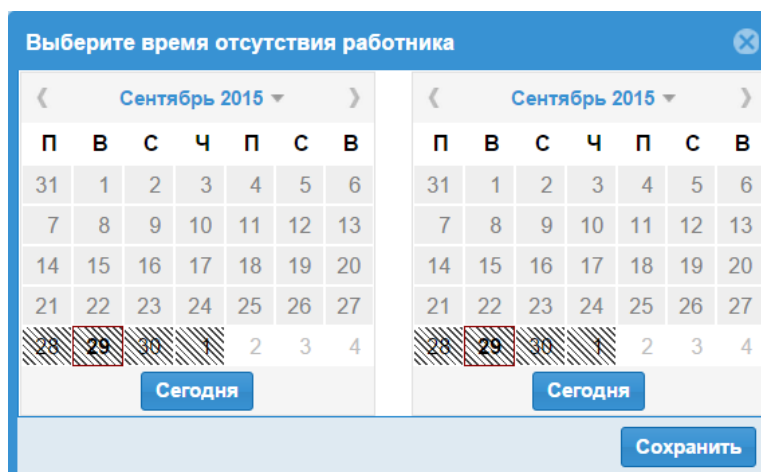 Выберите время отсутствия работника
Сентябрь 2015 Сентябрь 2015
П В С Ч П С В П В С Ч П С В
31 1 2 3 4 5 6 31 1 2 3 4 5 6
7 8 9 10 11 12 13 7 8 9 10 11 12 13
14 15 16 17 18 19 20 14 15 16 17 18 19 20
21 22 23 24 25 26 27 21 22 23 24 25 26 27
28 29 30 1 2 3 4 28 29 30 1 2 3 4
Сегодня Сегодня
Сохранить